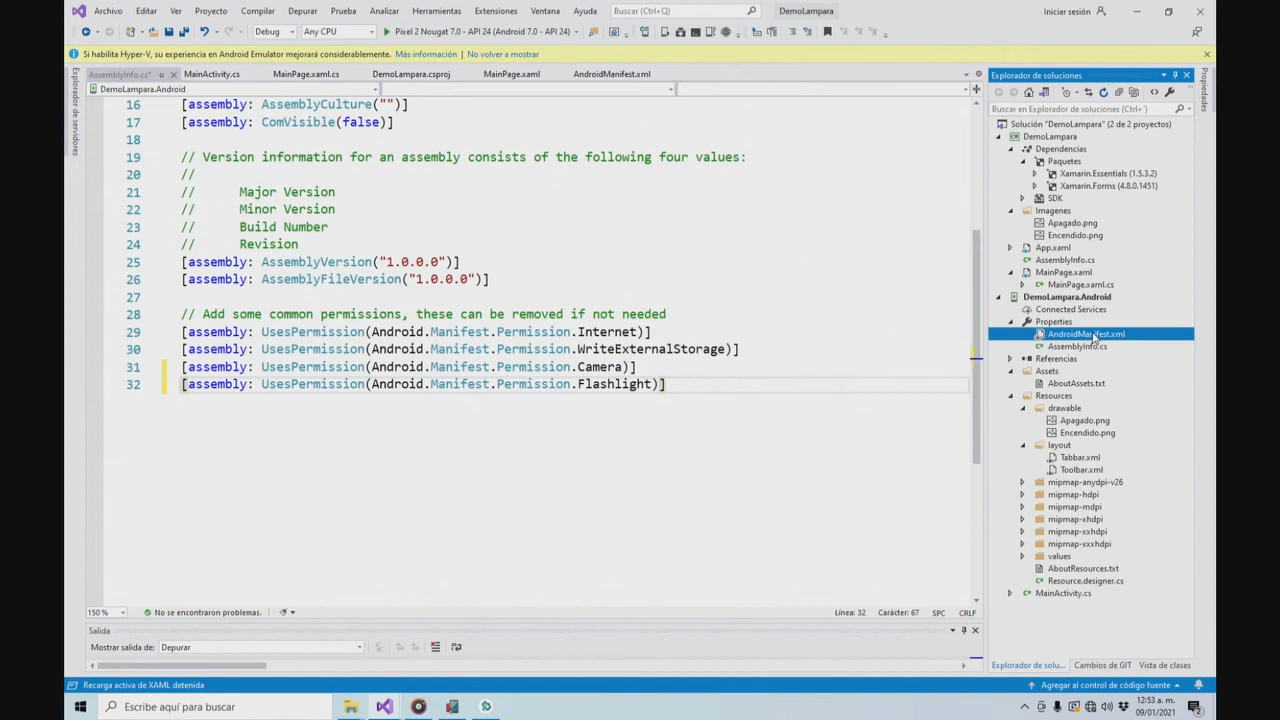 Archivo Editar Ver Proyecto Compilar Depurar Prueba Analizar Herramientas Extensiones Ventana Ayuda Buscar (Ctrl+Q) DemoLampara Iniciar sesión
Debug Any CPU Pixel 2 Nougat - API 24 (Android 7.0 - API 24)
Si habilita Hyper-V, su experiencia en Android Emulator mejorará considerablemente. Más información No volver a mostrar
Explorador de servidores
AssemblyInfo.cs* MainActivity.cs MainPage.xaml.cs DemoLampara.csproj MainPage.xaml AndroidManifest.xml
DemoLampara.Android
16 [assembly: AssemblyCulture("")]
17 [assembly: ComVisible(false)]
18
19 // Version information for an assembly consists of the following four values:
20 //
21 // Major Version
22 // Minor Version
23 // Build Number
24 // Revision
25 [assembly: AssemblyVersion("1.0.0.0")]
26 [assembly: AssemblyFileVersion("1.0.0.0")]
27
28 // Add some common permissions, these can be removed if not needed
29 [assembly: UsesPermission(Android.Manifest.Permission.Internet)]
30 [assembly: UsesPermission(Android.Manifest.Permission.WriteExternalStorage)]
31 [assembly: UsesPermission(Android.Manifest.Permission.Camera)]
32 [assembly: UsesPermission(Android.Manifest.Permission.Flashlight)]
150 % No se encontraron problemas. Línea: 32 Carácter: 67 SPC CRLF
Salida
Mostrar salida de: Depurar
Explorador de soluciones
Buscar en Explorador de soluciones (Ctrl+´)
Solución "DemoLampara" (2 de 2 proyectos)
DemoLampara
Dependencias
Paquetes
Xamarin.Essentials (1.5.3.2)
Xamarin.Forms (4.8.0.1451)
SDK
Imagenes
Apagado.png
Encendido.png
App.xaml
AssemblyInfo.cs
MainPage.xaml
MainPage.xaml.cs
DemoLampara.Android
Connected Services
Properties
AndroidManifest.xml
AssemblyInfo.cs
Referencias
Assets
AboutAssets.txt
Resources
drawable
Apagado.png
Encendido.png
layout
Tabbar.xml
Toolbar.xml
mipmap-anydpi-v26
mipmap-hdpi
mipmap-mdpi
mipmap-xhdpi
mipmap-xxhdpi
mipmap-xxxhdpi
values
AboutResources.txt
Resource.designer.cs
MainActivity.cs
Explorador de solu... Cambios de GIT Vista de clases
Propiedades
Recarga activa de XAML detenida Agregar al control de código fuente
Escribe aquí para buscar
12:53 a. m.
09/01/2021
2